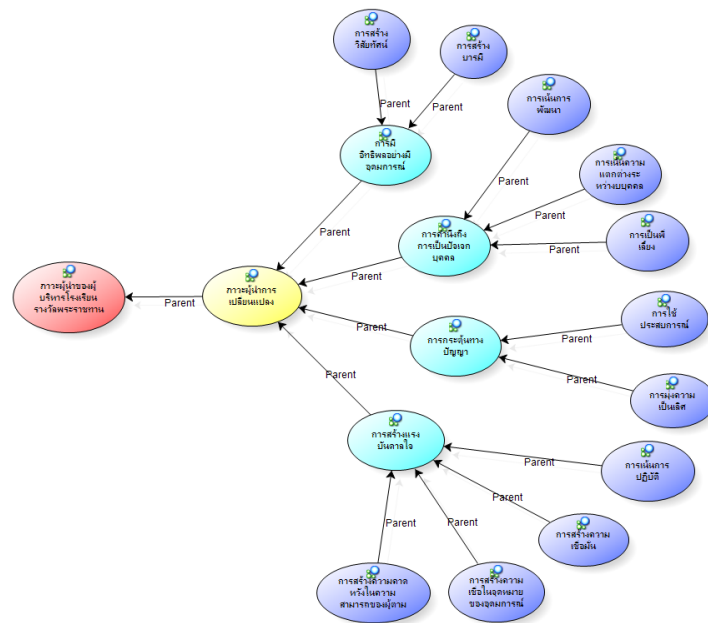 การสร้าง
วิสัยทัศน์
การสร้าง
บารมี
Parent
Parent
การเน้นการ
พัฒนา
การมี
อิทธิพลอย่างมี
อุดมการณ์
Parent
การเน้นความ
แตกต่างระ
หว่างบุคคล
Parent
Parent
การคำนึงถึง
การเป็นปัจเจก
บุคคล
Parent
การเป็นพี่
เลี้ยง
Parent
ภาวะผู้นำของผู้
บริหารโรงเรียน
รางวัลพระราชทาน
Parent
ภาวะผู้นำการ
เปลี่ยนแปลง
Parent
การใช้
ประสบการณ์
Parent
การกระตุ้นทาง
ปัญญา
Parent
Parent
การมุ่งความ
เป็นเลิศ
การสร้างแรง
บันดาลใจ
Parent
การเน้นการ
ปฏิบัติ
Parent
Parent
Parent
การสร้างความ
เชื่อมั่น
การสร้างความคาด
หวังในความ
สามารถของผู้ตาม
การสร้างความ
เชื่อในจุดหมาย
ของอุดมการณ์